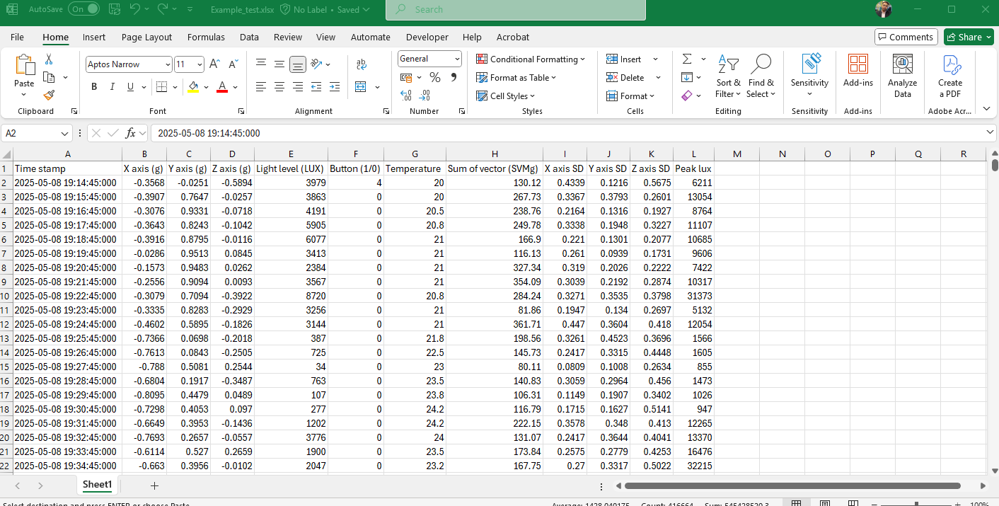 AutoSave On Example_test.xlsx No Label • Saved Search
File Home Insert Page Layout Formulas Data Review View Automate Developer Help Acrobat Comments Share
Paste Aptos Narrow 11 A A ab General Conditional Formatting Insert Sort & Filter Find & Select Sensitivity Add-ins Analyze Data Create a PDF
B I U A % Format as Table Delete
Cell Styles Format
Clipboard Font Alignment Number Styles Cells Editing Sensitivity Add-ins Adobe Acr...
A2 fx 2025-05-08 19:14:45:000
A B C D E F G H I J K L M N O P Q R
1 Time stamp X axis (g) Y axis (g) Z axis (g) Light level (LUX) Button (1/0) Temperature Sum of vector (SVMg) X axis SD Y axis SD Z axis SD Peak lux
2 2025-05-08 19:14:45:000 -0.3568 -0.0251 -0.5894 3979 4 20 130.12 0.4339 0.1216 0.5675 6211
3 2025-05-08 19:15:45:000 -0.3907 0.7647 -0.0257 3863 0 20 267.73 0.3367 0.3793 0.2601 13054
4 2025-05-08 19:16:45:000 -0.3076 0.9331 -0.0718 4191 0 20.5 238.76 0.2164 0.1316 0.1927 8764
5 2025-05-08 19:17:45:000 -0.3643 0.8243 -0.1042 5905 0 20.8 249.78 0.3338 0.1948 0.3227 11107
6 2025-05-08 19:18:45:000 -0.3916 0.8795 -0.0116 6077 0 21 166.9 0.221 0.1301 0.2077 10685
7 2025-05-08 19:19:45:000 -0.0286 0.9513 0.0845 3413 0 21 116.13 0.261 0.0939 0.1731 9606
8 2025-05-08 19:20:45:000 -0.1573 0.9483 0.0262 2384 0 21 327.34 0.319 0.2026 0.2222 7422
9 2025-05-08 19:21:45:000 -0.2556 0.9094 0.0093 3567 0 21 354.09 0.3039 0.2192 0.2874 10317
10 2025-05-08 19:22:45:000 -0.3079 0.7094 -0.3922 8720 0 20.8 284.24 0.3271 0.3535 0.3798 31373
11 2025-05-08 19:23:45:000 -0.3335 0.8283 -0.2929 3256 0 21 81.86 0.1947 0.134 0.2697 5132
12 2025-05-08 19:24:45:000 -0.4602 0.5895 -0.1826 3144 0 21 361.71 0.447 0.3604 0.418 12054
13 2025-05-08 19:25:45:000 -0.7366 0.0698 -0.2018 387 0 21.8 198.56 0.3261 0.4523 0.3696 1566
14 2025-05-08 19:26:45:000 -0.7613 0.0843 -0.2505 725 0 22.5 145.73 0.2417 0.3315 0.4448 1605
15 2025-05-08 19:27:45:000 -0.788 0.5081 0.2544 34 0 23 80.11 0.0809 0.1008 0.2634 855
16 2025-05-08 19:28:45:000 -0.6804 0.1917 -0.3487 763 0 23.5 140.83 0.3059 0.2964 0.456 1473
17 2025-05-08 19:29:45:000 -0.8095 0.4479 0.0489 107 0 23.8 106.31 0.1149 0.1907 0.3402 1026
18 2025-05-08 19:30:45:000 -0.7298 0.4053 0.097 277 0 24.2 116.79 0.1715 0.1627 0.5141 947
19 2025-05-08 19:31:45:000 -0.6649 0.3953 -0.1436 1202 0 24.2 222.15 0.3578 0.348 0.413 12265
20 2025-05-08 19:32:45:000 -0.7693 0.2657 -0.0557 3776 0 24 131.07 0.2417 0.3644 0.4041 13370
21 2025-05-08 19:33:45:000 -0.6114 0.527 0.2659 1900 0 23.5 173.84 0.2575 0.2779 0.4253 16476
22 2025-05-08 19:34:45:000 -0.663 0.3956 -0.0102 2047 0 23.2 167.75 0.27 0.3317 0.5022 32215
Sheet1
Select destination and press ENTER or choose Paste Average: 1428.040175 Count: 416664 Sum: 545428520.3 100%